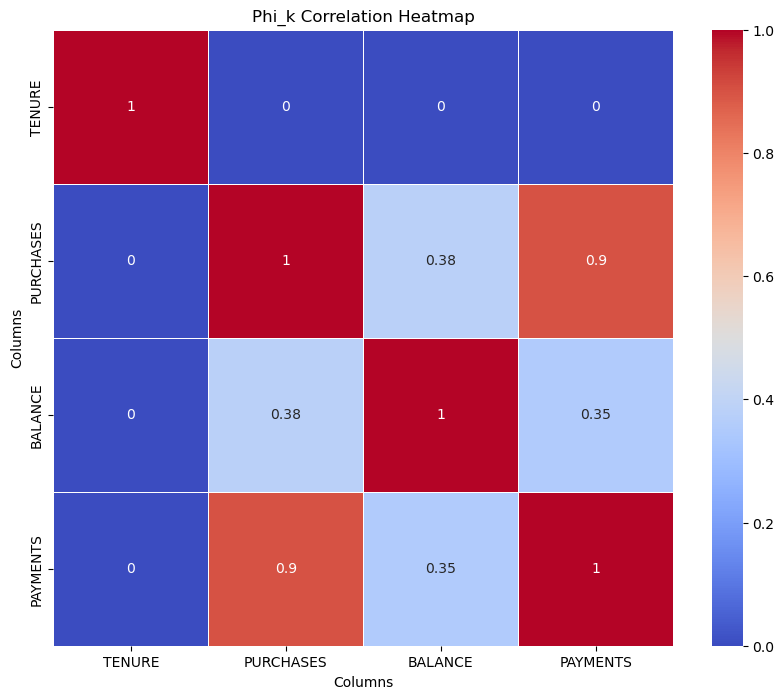 Phi_k Correlation Heatmap
TENURE
1 0 0 0
PURCHASES
0 1 0.38 0.9
BALANCE
0 0.38 1 0.35
PAYMENTS
0 0.9 0.35 1
Columns
TENURE PURCHASES BALANCE PAYMENTS
Columns
1.0
0.8
0.6
0.4
0.2
0.0